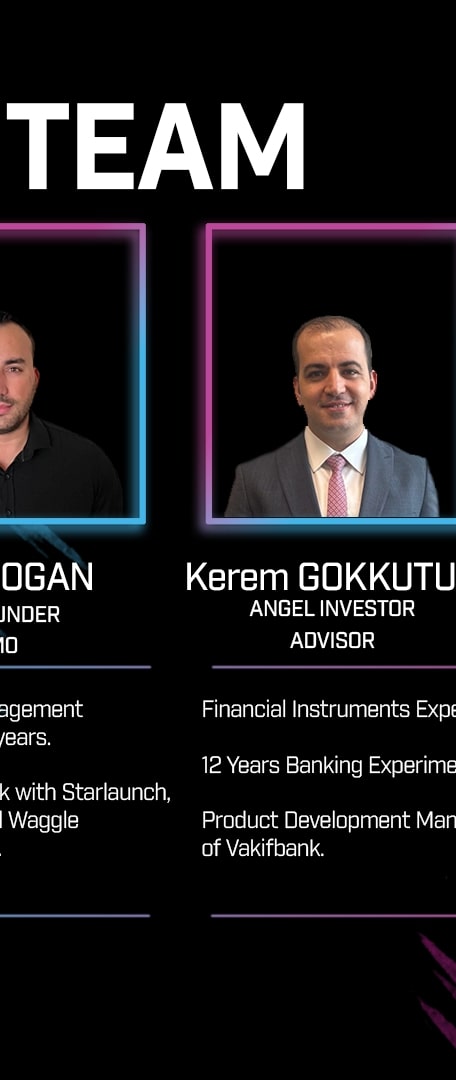 TEAM
OGAN
UNDER
MO
agement
years.
k with Starlaunch,
l Waggle
.
Kerem GOKKUTU
ANGEL INVESTOR
ADVISOR
Financial Instruments Expe
12 Years Banking Experime
Product Development Man
of Vakifbank.